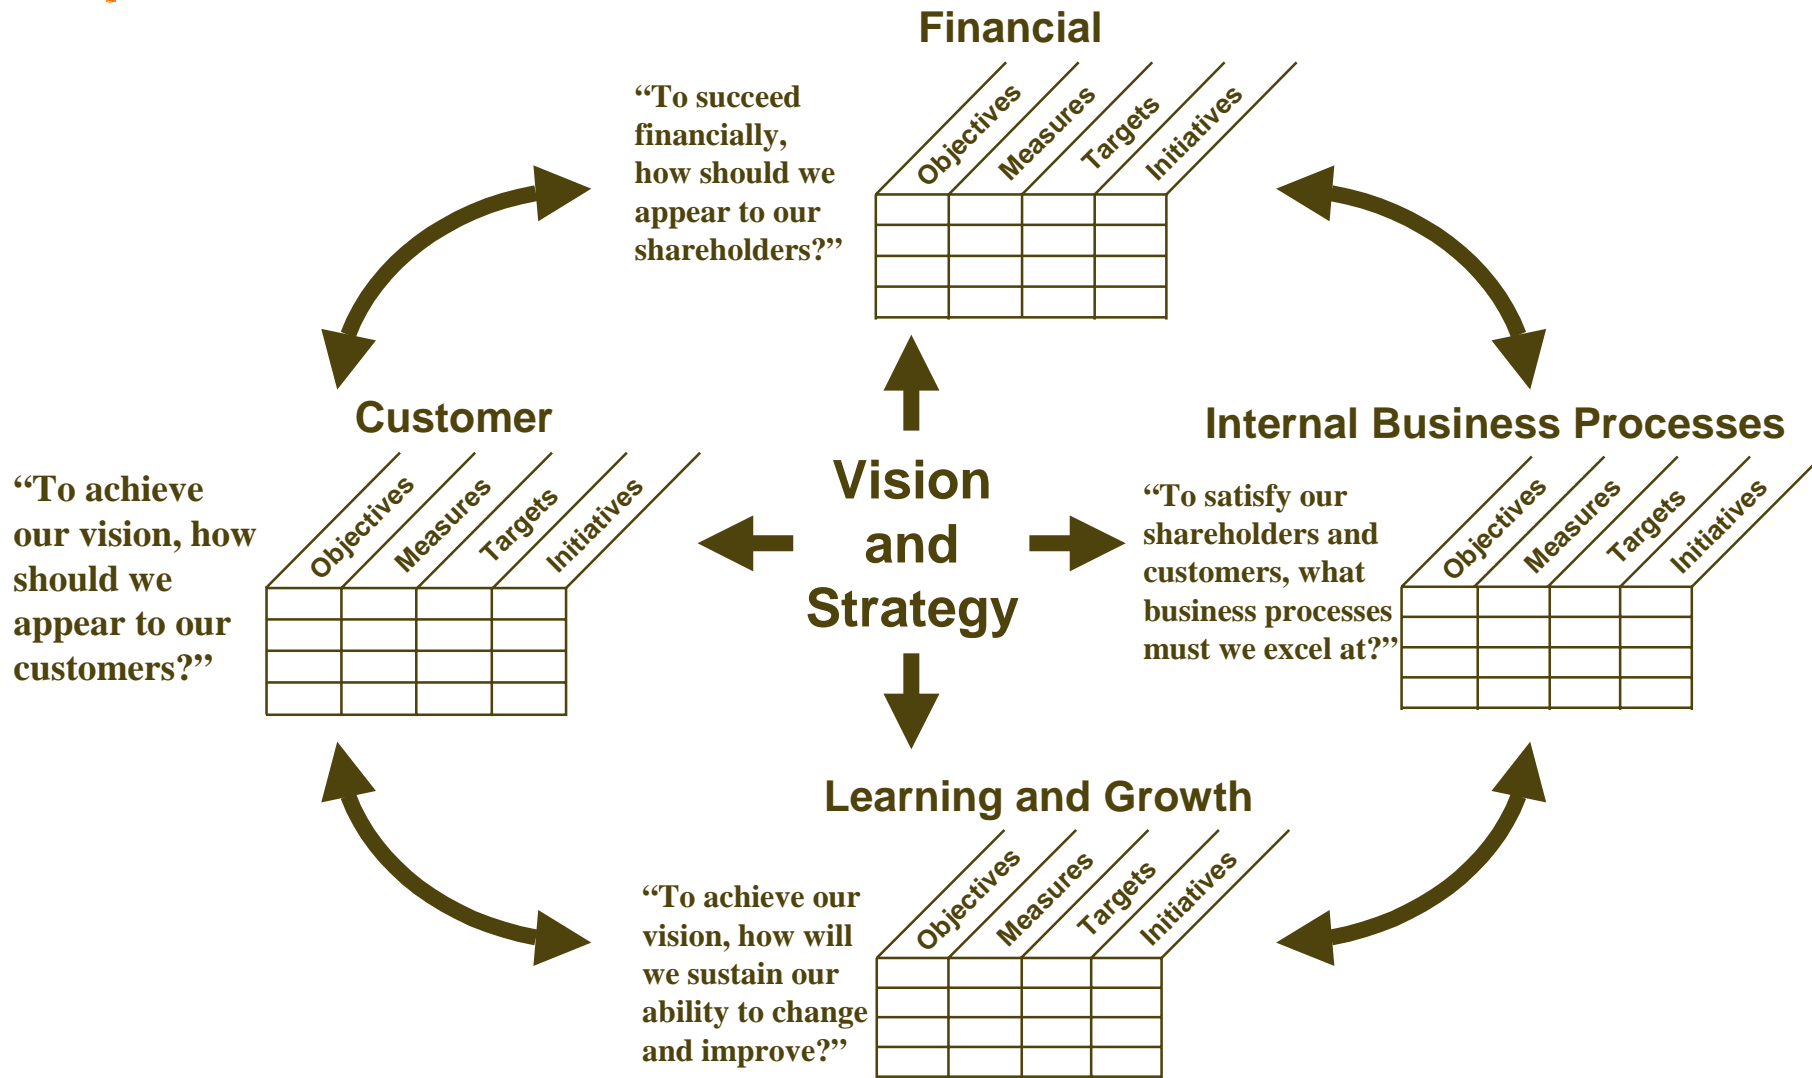 Financial
“To succeed
financially,
how should we
appear to our
shareholders?”
Objectives
Measures
Targets
Initiatives
Customer
“To achieve
our vision, how
should we
appear to our
customers?”
Objectives
Measures
Targets
Initiatives
Vision
and
Strategy
Internal Business Processes
“To satisfy our
shareholders and
customers, what
business processes
must we excel at?”
Objectives
Measures
Targets
Initiatives
Learning and Growth
“To achieve our
vision, how will
we sustain our
ability to change
and improve?”
Objectives
Measures
Targets
Initiatives